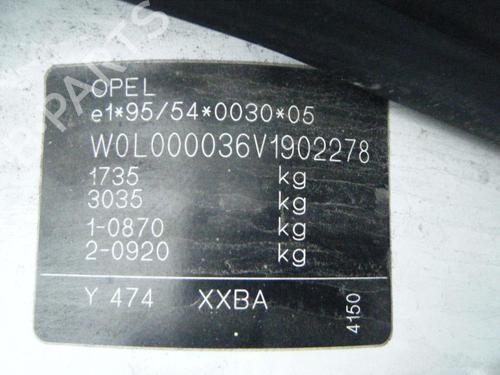 PARTS
OPEL
e1*95/54*0030*05
W0L000036V1902278
1735 kg
3035 kg
1-0870 kg
2-0920 kg
Y 474 XXBA
4150